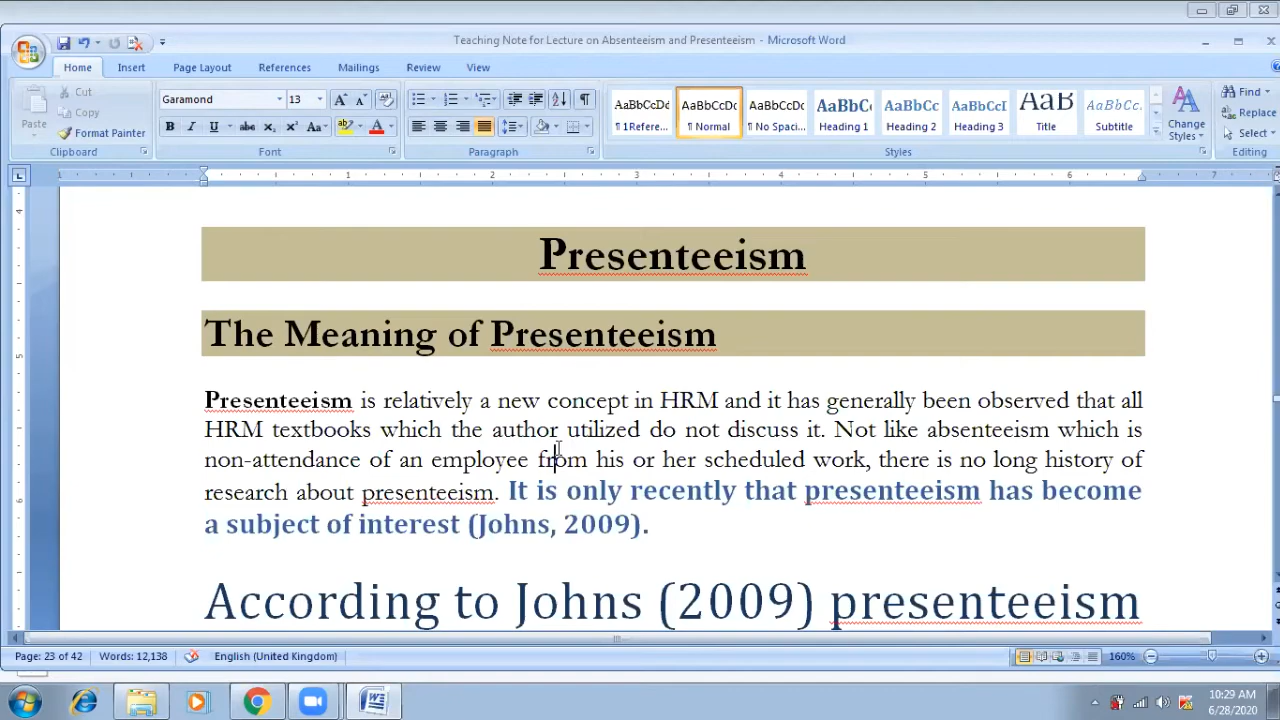 Teaching Note for Lecture on Absenteeism and Presenteeism - Microsoft Word
Home Insert Page Layout References Mailings Review View
Paste
Cut
Copy
Format Painter
Clipboard
Garamond 13
Font
Paragraph
AaBbCcDd AaBbCcDc AaBbCcDc AaBbC AaBbCc AaBbCcI AaB AaBbCc.
¶ 1Refere... ¶ Normal ¶ No Spaci... Heading 1 Heading 2 Heading 3 Title Subtitle
Change Styles
Styles
Find
Replace
Select
Editing
Presenteeism
The Meaning of Presenteeism
Presenteeism is relatively a new concept in HRM and it has generally been observed that all
HRM textbooks which the author utilized do not discuss it. Not like absenteeism which is
non-attendance of an employee from his or her scheduled work, there is no long history of
research about presenteeism. It is only recently that presenteeism has become
a subject of interest (Johns, 2009).
According to Johns (2009) presenteeism
Page: 23 of 42 Words: 12,138 English (United Kingdom) 160%
10:29 AM
6/28/2020